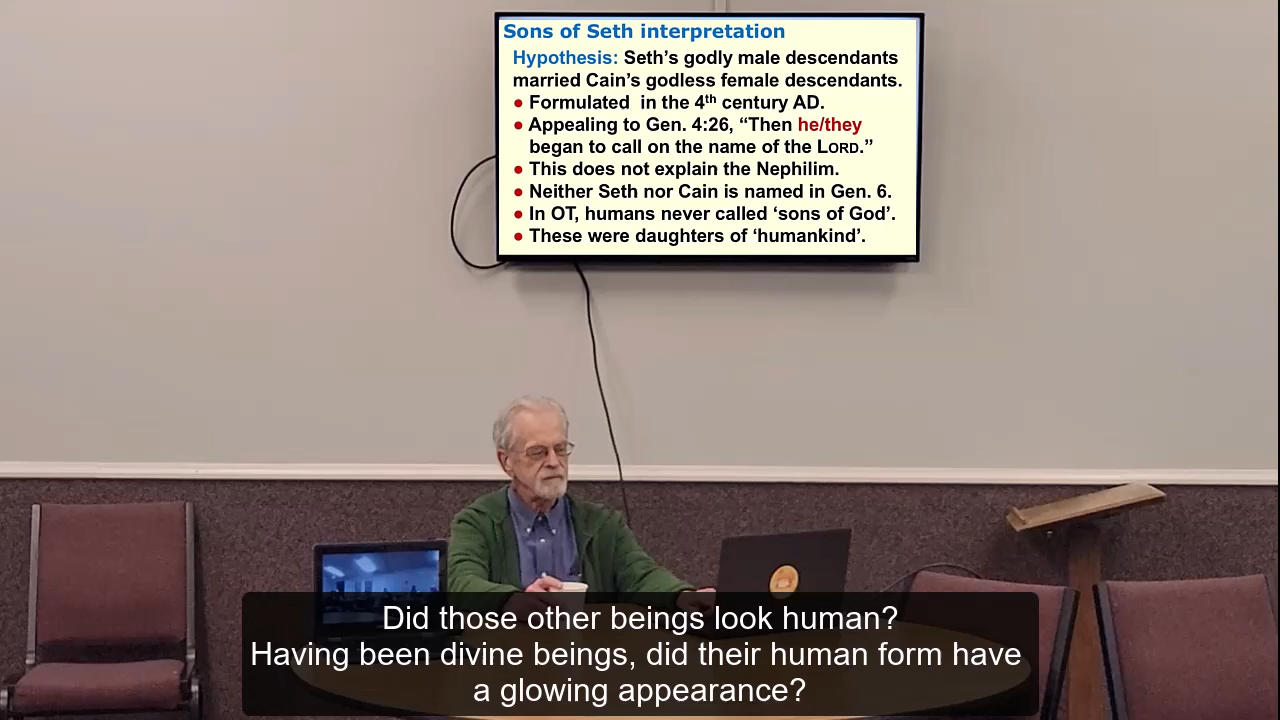 Sons of Seth interpretation
Hypothesis: Seth's godly male descendants
married Cain's godless female descendants.
● Formulated in the 4th century AD.
● Appealing to Gen. 4:26, “Then he/they
began to call on the name of the LORD.”
● This does not explain the Nephilim.
● Neither Seth nor Cain is named in Gen. 6.
● In OT, humans never called ‘sons of God’.
● These were daughters of ‘humankind’.
Did those other beings look human?
Having been divine beings, did their human form have
a glowing appearance?